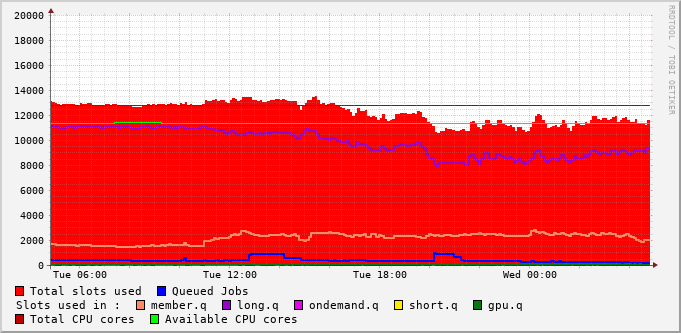 20000
18000
16000
14000
12000
10000
8000
6000
4000
2000
0
Tue 06:00 Tue 12:00 Tue 18:00 Wed 00:00
RRDTOOL / TOBI OETIKER
Total slots used Queued Jobs
Slots used in : member.q long.q ondemand.q short.q gpu.q
Total CPU cores Available CPU cores